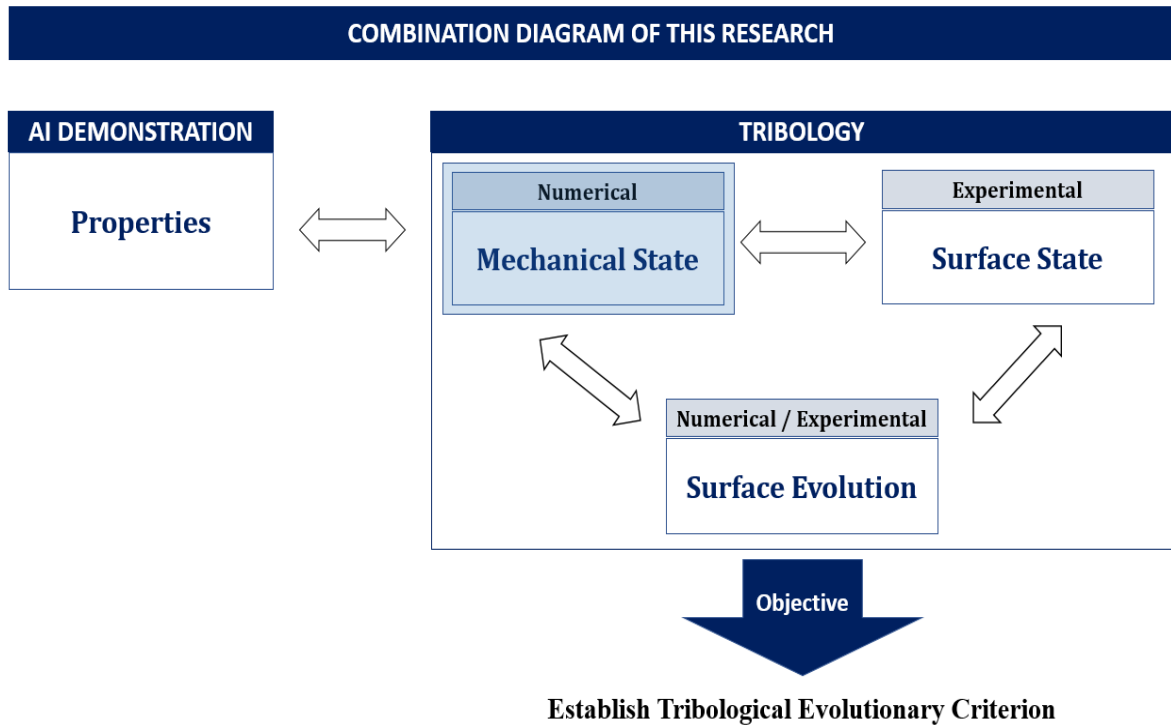 COMBINATION DIAGRAM OF THIS RESEARCH
AI DEMONSTRATION
Properties
TRIBOLOGY
Numerical
Mechanical State
Experimental
Surface State
Numerical / Experimental
Surface Evolution
Objective
Establish Tribological Evolutionary Criterion